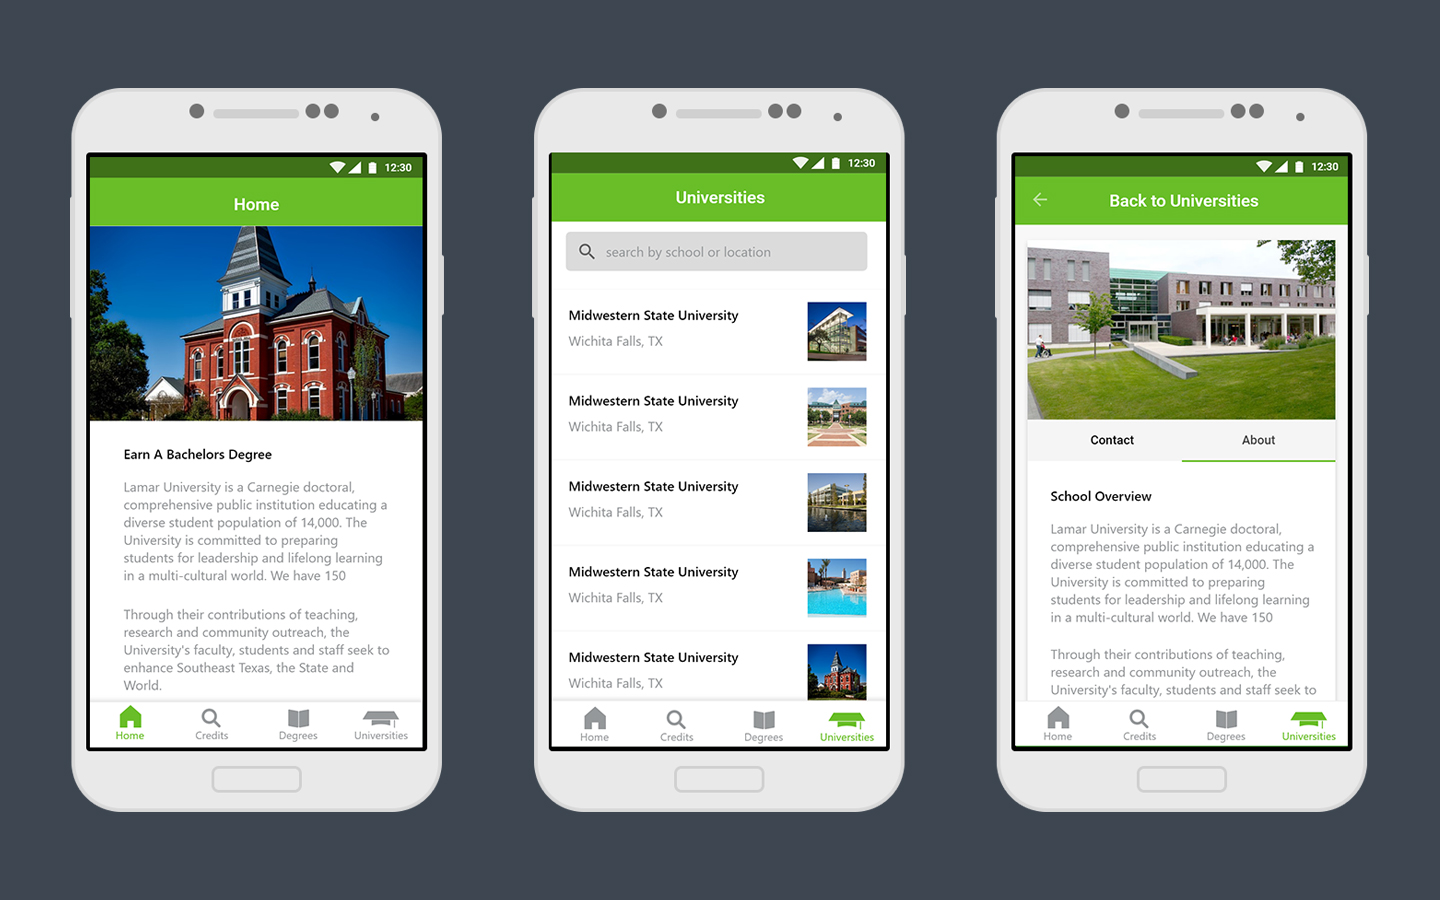 12:30
Home
Earn A Bachelors Degree
Lamar University is a Carnegie doctoral,
comprehensive public institution educating a
diverse student population of 14,000. The
University is committed to preparing
students for leadership and lifelong learning
in a multi-cultural world. We have 150
Through their contributions of teaching,
research and community outreach, the
University's faculty, students and staff seek to
enhance Southeast Texas, the State and
World.
Home
Credits
Degrees
Universities
12:30
Universities
search by school or location
Midwestern State University
Wichita Falls, TX
Midwestern State University
Wichita Falls, TX
Midwestern State University
Wichita Falls, TX
Midwestern State University
Wichita Falls, TX
Midwestern State University
Wichita Falls, TX
Home
Credits
Degrees
Universities
12:30
Back to Universities
Contact
About
School Overview
Lamar University is a Carnegie doctoral,
comprehensive public institution educating a
diverse student population of 14,000. The
University is committed to preparing
students for leadership and lifelong learning
in a multi-cultural world. We have 150
Through their contributions of teaching,
research and community outreach, the
University's faculty, students and staff seek to
Home
Credits
Degrees
Universities